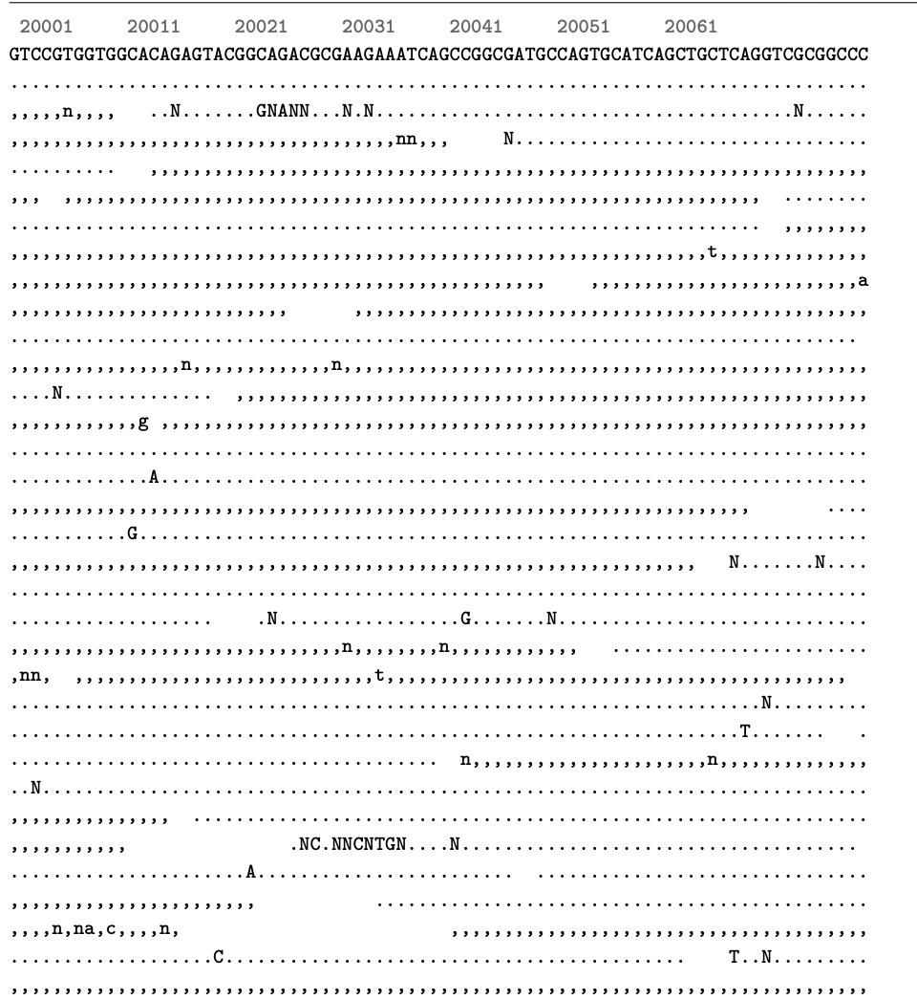 20001 20011 20021 20031 20041 20051 20061
GTCCGTGGTGGCACAGAGTACGGCAGACGCGAAGAAATCAGCCGGCGATGCCAGTGCATCAGCTGCTCAGGTCGCGGCCC
................................................................................
,,,,,n,,,,   ..N.......GNANN...N.N.......................................N......
,,,,,,,,,,,,,,,,,,,,,,,,,,,,,,,,,,,,nn,,,     N.................................
..........   ,,,,,,,,,,,,,,,,,,,,,,,,,,,,,,,,,,,,,,,,,,,,,,,,,,,,,,,,,,,,,,,,,,,
,,,  ,,,,,,,,,,,,,,,,,,,,,,,,,,,,,,,,,,,,,,,,,,,,,,,,,,,,,,,,,,,,,,,,,  ........
......................................................................  ,,,,,,,,
,,,,,,,,,,,,,,,,,,,,,,,,,,,,,,,,,,,,,,,,,,,,,,,,,,,,,,,,,,,,,,,,,t,,,,,,,,,,,,,,
,,,,,,,,,,,,,,,,,,,,,,,,,,,,,,,,,,,,,,,,,,,,,,,,,,    ,,,,,,,,,,,,,,,,,,,,,,,,,a
,,,,,,,,,,,,,,,,,,,,,,,,,,      ,,,,,,,,,,,,,,,,,,,,,,,,,,,,,,,,,,,,,,,,,,,,,,,,
...............................................................................
,,,,,,,,,,,,,,,,n,,,,,,,,,,,,,n,,,,,,,,,,,,,,,,,,,,,,,,,,,,,,,,,,,,,,,,,,,,,,,,,
....N..............  ,,,,,,,,,,,,,,,,,,,,,,,,,,,,,,,,,,,,,,,,,,,,,,,,,,,,,,,,,,,
,,,,,,,,,,,,g ,,,,,,,,,,,,,,,,,,,,,,,,,,,,,,,,,,,,,,,,,,,,,,,,,,,,,,,,,,,,,,,,,,
................................................................................
.............A..................................................................
,,,,,,,,,,,,,,,,,,,,,,,,,,,,,,,,,,,,,,,,,,,,,,,,,,,,,,,,,,,,,,,,,,,,,       ....
...........G....................................................................
,,,,,,,,,,,,,,,,,,,,,,,,,,,,,,,,,,,,,,,,,,,,,,,,,,,,,,,,,,,,,,,,   N.......N....
................................................................................
...................    .N.................G.......N.............................
,,,,,,,,,,,,,,,,,,,,,,,,,,,,,,,n,,,,,,,,n,,,,,,,,,,,,   ........................
,nn,  ,,,,,,,,,,,,,,,,,,,,,,,,,,,,t,,,,,,,,,,,,,,,,,,,,,,,,,,,,,,,,,,,,,,,,,,,
......................................................................N.........
....................................................................T.......   .
........................................  n,,,,,,,,,,,,,,,,,,,,,,n,,,,,,,,,,,,,,
..N.............................................................................
,,,,,,,,,,,,,,,  ...............................................................
,,,,,,,,,,,               .NC.NNCNTGN....N.....................................
......................A........................  ...............................
,,,,,,,,,,,,,,,,,,,,,,,           ..............................................
,,,,n,na,c,,,,n,                         ,,,,,,,,,,,,,,,,,,,,,,,,,,,,,,,,,,,,,,,
...................C...........................................    T..N.........
,,,,,,,,,,,,,,,,,,,,,,,,,,,,,,,,,,,,,,,,,,,,,,,,,,,,,,,,,,,,,,,,,,,,,,,,,,,,,,,,